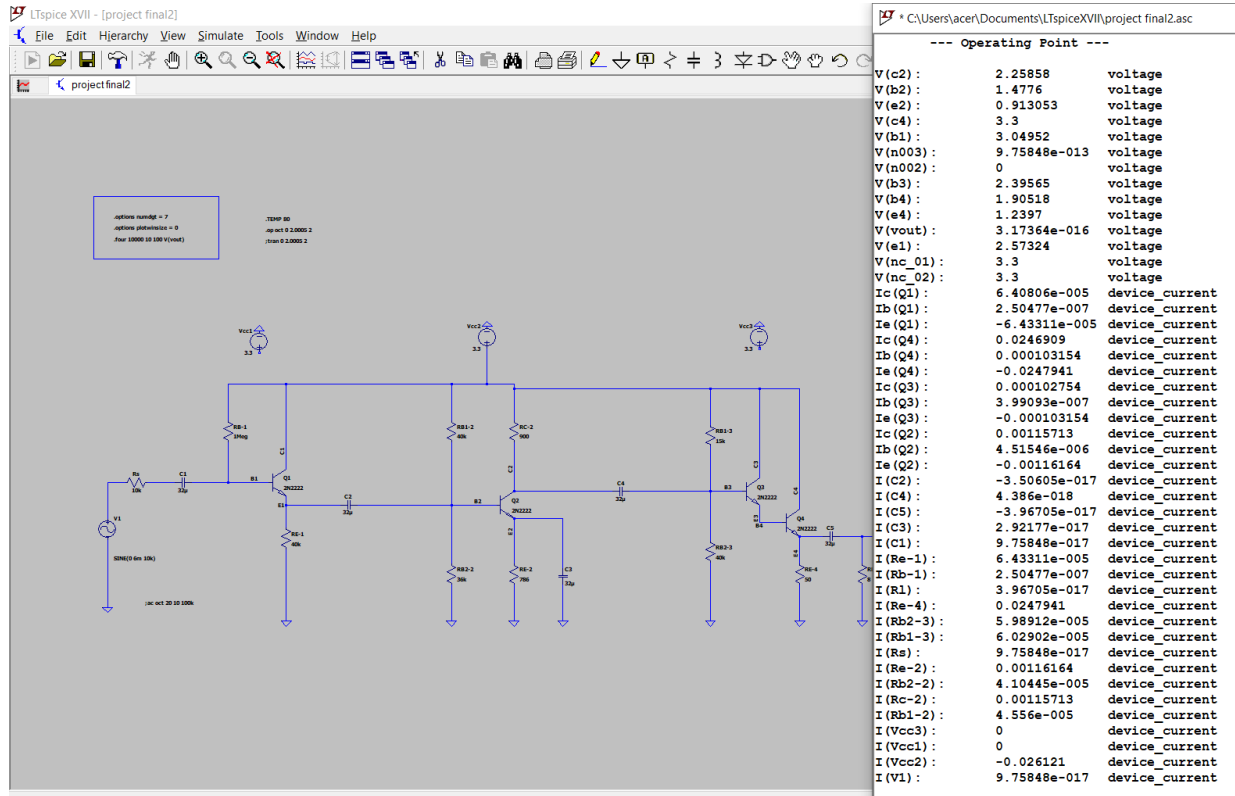 LTspice XVII - [project final2]
File Edit Hierarchy View Simulate Tools Window Help
project final2
.options numdgt = 7
.options plotwinsize = 0
.four 10000 10 100 V(vout)
.TEMP 80
.op oct 0 2.0005 2
;tran 0 2.0005 2
Vcc1
3.3
Vcc2
3.3
Vcc3
3.3
RB-1
1Meg
C1
RB1-2
40k
RC-2
900
C2
RB1-3
15k
C3
C4
Rs
10k
C1
32µ
B1
Q1
2N2222
E1
C2
32µ
B2
Q2
2N2222
E2
C4
32µ
B3
Q3
2N2222
E3
B4
Q4
2N2222
C5
32µ
E4
V1
SINE(0 6m 10k)
RE-1
40k
RB2-2
36k
RE-2
786
C3
32µ
RB2-3
40k
RE-4
50
8
;ac oct 20 10 100k
* C:\Users\acer\Documents\LTspiceXVII\project final2.asc
--- Operating Point ---
V(c2): 2.25858 voltage
V(b2): 1.4776 voltage
V(e2): 0.913053 voltage
V(c4): 3.3 voltage
V(b1): 3.04952 voltage
V(n003): 9.75848e-013 voltage
V(n002): 0 voltage
V(b3): 2.39565 voltage
V(b4): 1.90518 voltage
V(e4): 1.2397 voltage
V(vout): 3.17364e-016 voltage
V(e1): 2.57324 voltage
V(nc_01): 3.3 voltage
V(nc_02): 3.3 voltage
Ic(Q1): 6.40806e-005 device_current
Ib(Q1): 2.50477e-007 device_current
Ie(Q1): -6.43311e-005 device_current
Ic(Q4): 0.0246909 device_current
Ib(Q4): 0.000103154 device_current
Ie(Q4): -0.0247941 device_current
Ic(Q3): 0.000102754 device_current
Ib(Q3): 3.99093e-007 device_current
Ie(Q3): -0.000103154 device_current
Ic(Q2): 0.00115713 device_current
Ib(Q2): 4.51546e-006 device_current
Ie(Q2): -0.00116164 device_current
I(C2): -3.50605e-017 device_current
I(C4): 4.386e-018 device_current
I(C5): -3.96705e-017 device_current
I(C3): 2.92177e-017 device_current
I(C1): 9.75848e-017 device_current
I(Re-1): 6.43311e-005 device_current
I(Rb-1): 2.50477e-007 device_current
I(Rl): 3.96705e-017 device_current
I(Re-4): 0.0247941 device_current
I(Rb2-3): 5.98912e-005 device_current
I(Rb1-3): 6.02902e-005 device_current
I(Rs): 9.75848e-017 device_current
I(Re-2): 0.00116164 device_current
I(Rb2-2): 4.10445e-005 device_current
I(Rc-2): 0.00115713 device_current
I(Rb1-2): 4.556e-005 device_current
I(Vcc3): 0 device_current
I(Vcc1): 0 device_current
I(Vcc2): -0.026121 device_current
I(V1): 9.75848e-017 device_current